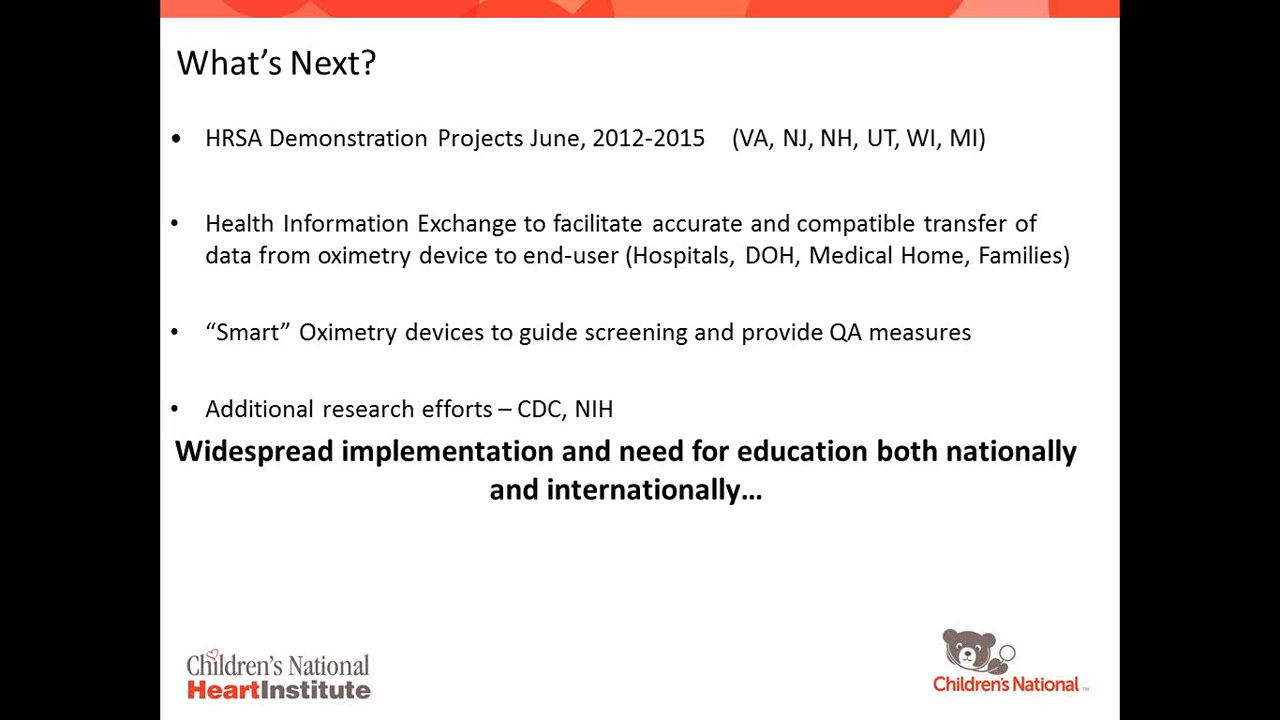 What’s Next?
• HRSA Demonstration Projects June, 2012-2015 (VA, NJ, NH, UT, WI, MI)
• Health Information Exchange to facilitate accurate and compatible transfer of
data from oximetry device to end-user (Hospitals, DOH, Medical Home, Families)
• “Smart” Oximetry devices to guide screening and provide QA measures
• Additional research efforts – CDC, NIH
Widespread implementation and need for education both nationally
and internationally…
Children’s National
HeartInstitute
Children’s National ™